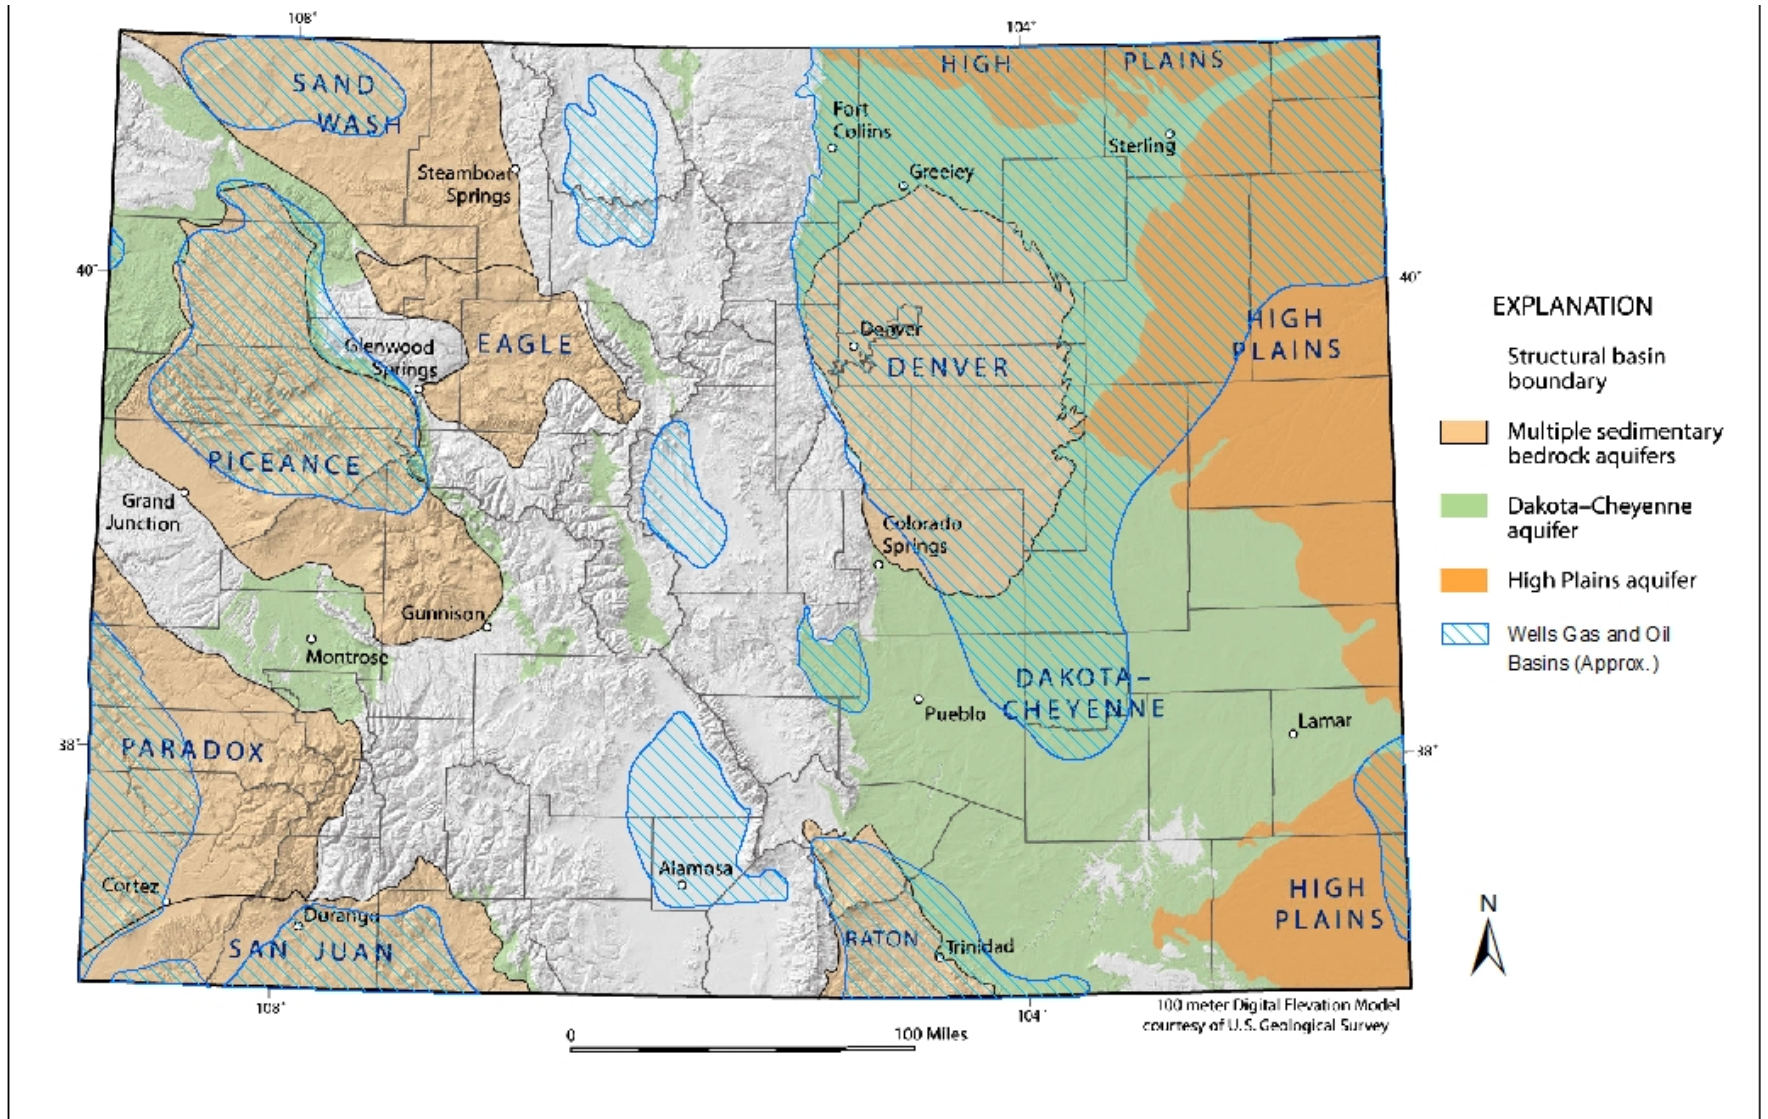 108°
104°
SAND
WASH
HIGH
PLAINS
Fort
Collins
Sterling
Steamboat
Springs
Greeley
40°
40°
EAGLE
Glenwood
Springs
Denver
DENVER
HIGH
PLAINS
PICEANCE
Grand
Junction
Colorado
Springs
Gunnison
Montrose
DAKOTA–
CHEYENNE
Pueblo
Lamar
38°
38°
PARADOX
Alamosa
Cortez
Durango
SAN JUAN
RATON
Trinidad
HIGH
PLAINS
108°
104°
100 meter Digital Elevation Model
courtesy of U.S. Geological Survey
0
100 Miles
EXPLANATION
Structural basin
boundary
Multiple sedimentary
bedrock aquifers
Dakota–Cheyenne
aquifer
High Plains aquifer
Wells Gas and Oil
Basins (Approx.)
N